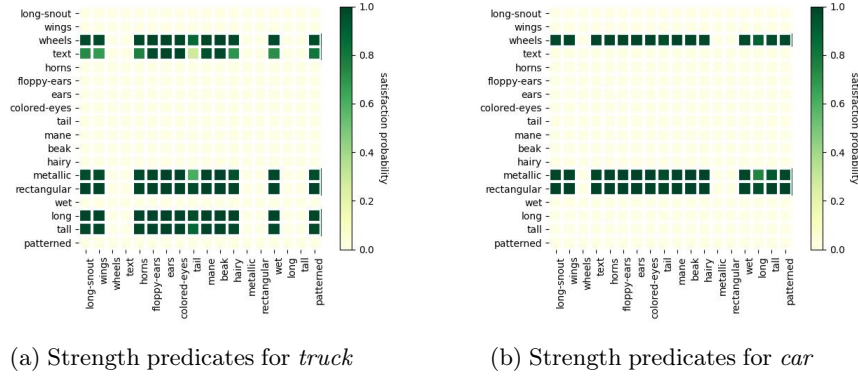 long-snout
wings
wheels
text
horns
floppy-ears
ears
colored-eyes
tail
mane
beak
hairy
metallic
rectangular
wet
long
tall
patterned
long-snout
wings
wheels
text
horns
floppy-ears
ears
colored-eyes
tail
mane
beak
hairy
metallic
rectangular
wet
long
tall
patterned
1.0
0.8
0.6
0.4
0.2
0.0
satisfaction probability
(a) Strength predicates for truck
long-snout
wings
wheels
text
horns
floppy-ears
ears
colored-eyes
tail
mane
beak
hairy
metallic
rectangular
wet
long
tall
patterned
long-snout
wings
wheels
text
horns
floppy-ears
ears
colored-eyes
tail
mane
beak
hairy
metallic
rectangular
wet
long
tall
patterned
1.0
0.8
0.6
0.4
0.2
0.0
satisfaction probability
(b) Strength predicates for car